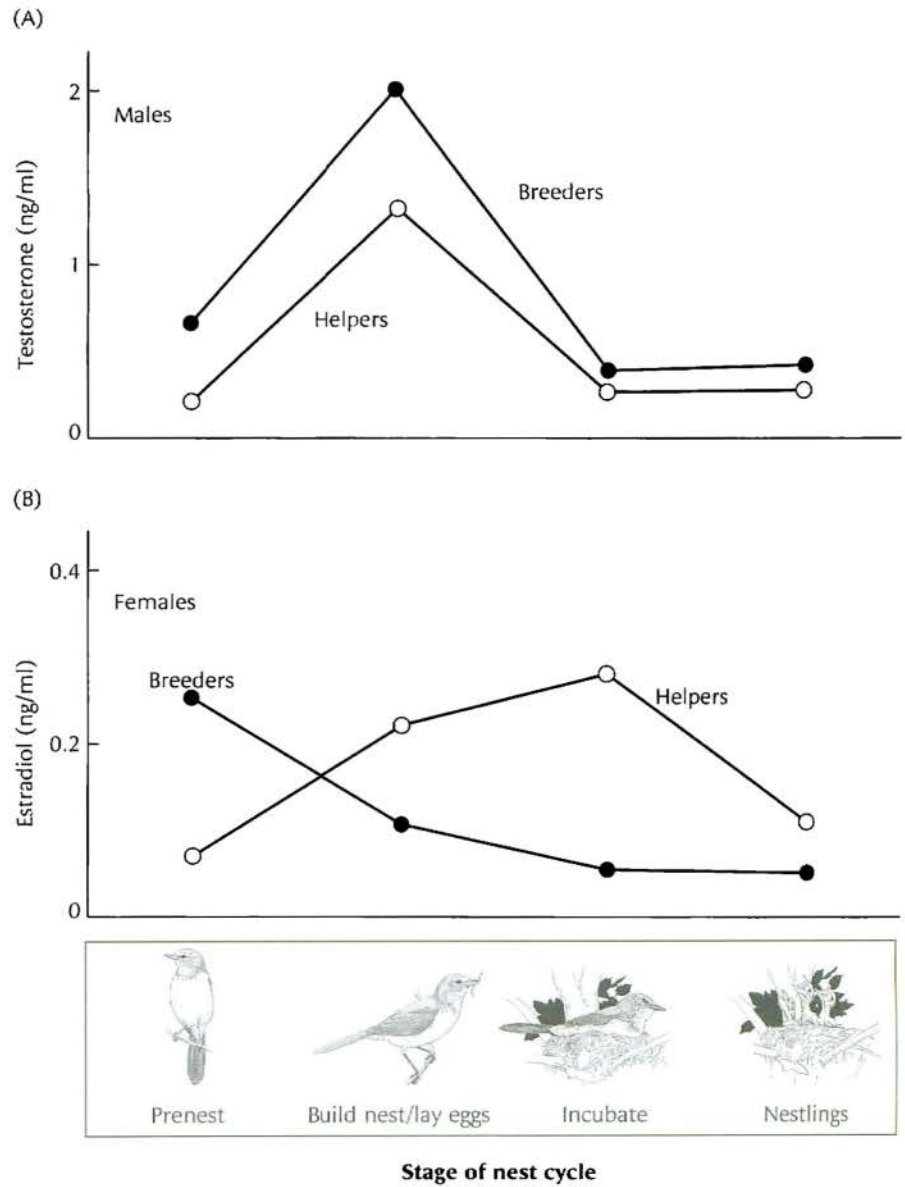 (A)
2
Males
Breeders
1
Helpers
0
Testosterone (ng/ml)
(B)
0.4
Females
Breeders
Helpers
0.2
0
Estradiol (ng/ml)
Prenest Build nest/lay eggs Incubate Nestlings
Stage of nest cycle